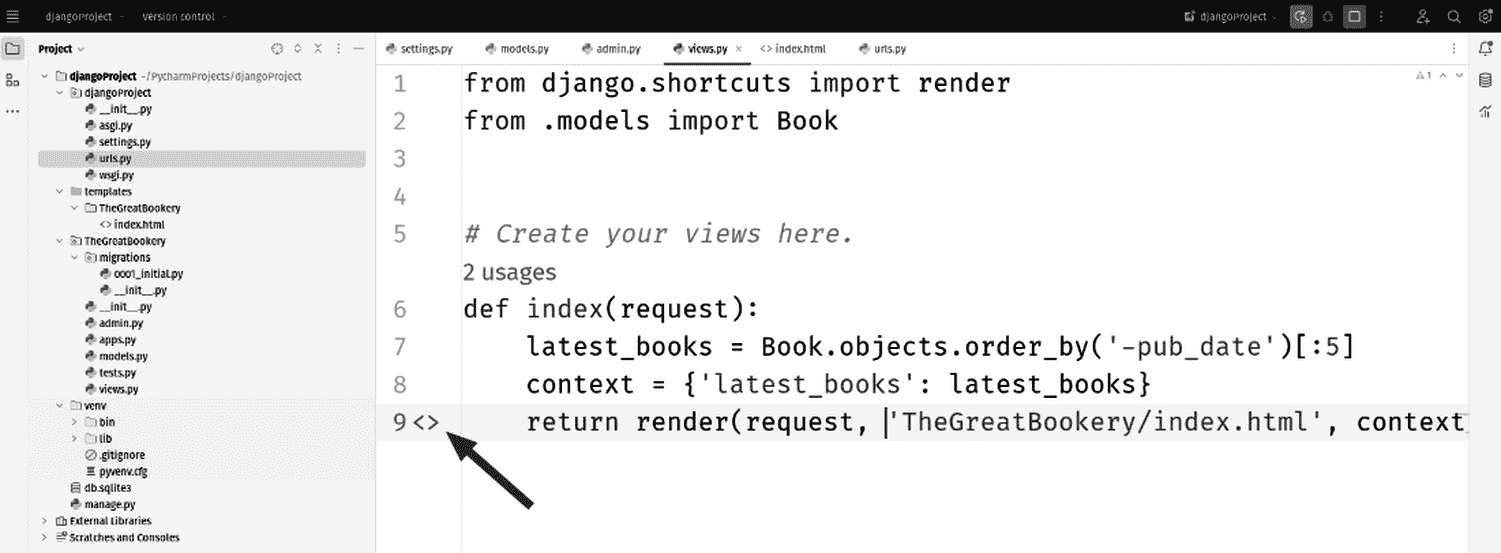 djangoProject
version control
djangoProject
Project
settings.py
models.py
admin.py
views.py
<> index.html
urls.py
djangoProject ~/PycharmProjects/djangoProject
djangoProject
__init__.py
asgi.py
settings.py
urls.py
wsgi.py
templates
TheGreatBookery
<> index.html
TheGreatBookery
migrations
0001_initial.py
__init__.py
__init__.py
admin.py
apps.py
models.py
tests.py
views.py
venv
bin
lib
.gitignore
pyvenv.cfg
db.sqlite3
manage.py
External Libraries
Scratches and Consoles
1 from django.shortcuts import render
2 from .models import Book
3
4
5 # Create your views here.
2 usages
6 def index(request):
7 latest_books = Book.objects.order_by('-pub_date')[:5]
8 context = {'latest_books': latest_books}
9 <> return render(request, 'TheGreatBookery/index.html', context)
1